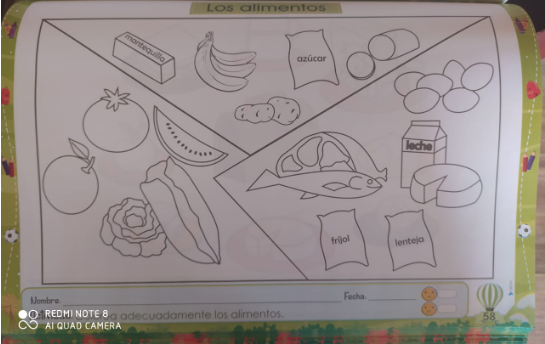 Los alimentos
mantequilla
azúcar
leche
frijol
lenteja
Nombre:
Fecha:
adecuadamente los alimentos.
58
REDMI NOTE 8
AI QUAD CAMERA